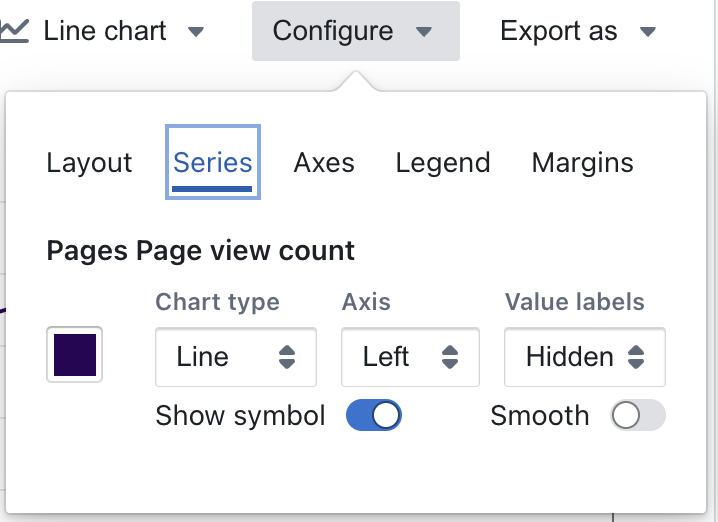 Line chart Configure Export as
Layout Series Axes Legend Margins
Pages Page view count
Chart type Axis Value labels
Line Left Hidden
Show symbol Smooth